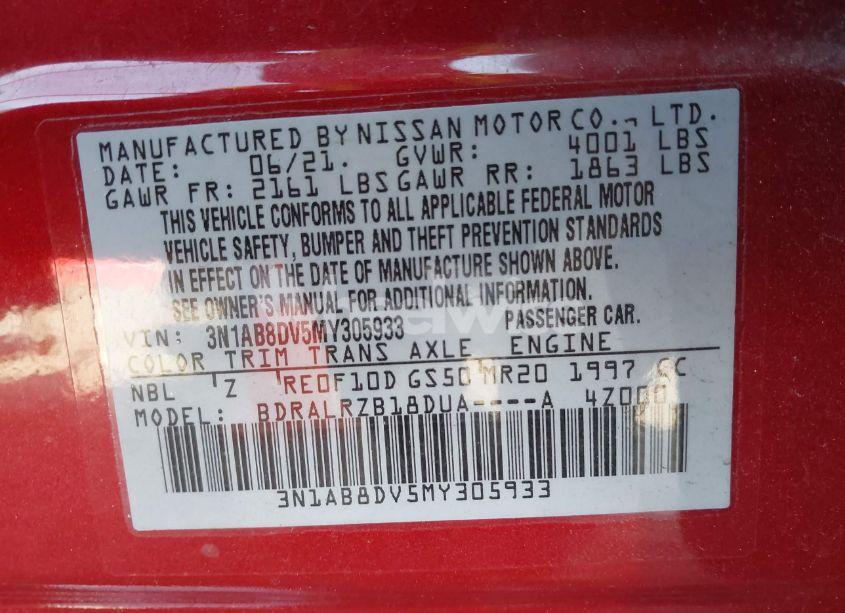 MANUFACTURED BY NISSAN MOTOR CO., LTD.
DATE: 06/21. GVWR: 4001 LBS
GAWR FR: 2161 LBS GAWR RR: 1863 LBS
THIS VEHICLE CONFORMS TO ALL APPLICABLE FEDERAL MOTOR
VEHICLE SAFETY, BUMPER AND THEFT PREVENTION STANDARDS
IN EFFECT ON THE DATE OF MANUFACTURE SHOWN ABOVE.
SEE OWNER'S MANUAL FOR ADDITIONAL INFORMATION.
VIN: 3N1AB8DV5MY305933 PASSENGER CAR.
COLOR TRIM TRANS AXLE ENGINE
NBL Z RE0F10D GS50 MR20 1997 CC
MODEL: BDRALRZB18DUA----A 4Z000
3N1AB8DV5MY305933